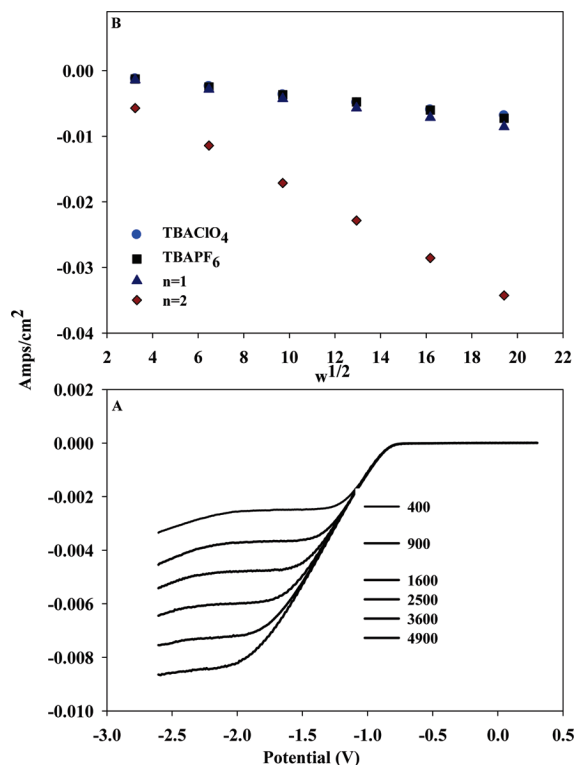 B
0.00
-0.01
-0.02
-0.03
-0.04
TBAClO4
TBAPF6
n=1
n=2
2 4 6 8 10 12 14 16 18 20 22
w1/2
Amps/cm2
A
0.002
0.000
-0.002
-0.004
-0.006
-0.008
-0.010
400
900
1600
2500
3600
4900
-3.0 -2.5 -2.0 -1.5 -1.0 -0.5 0.0 0.5
Potential (V)